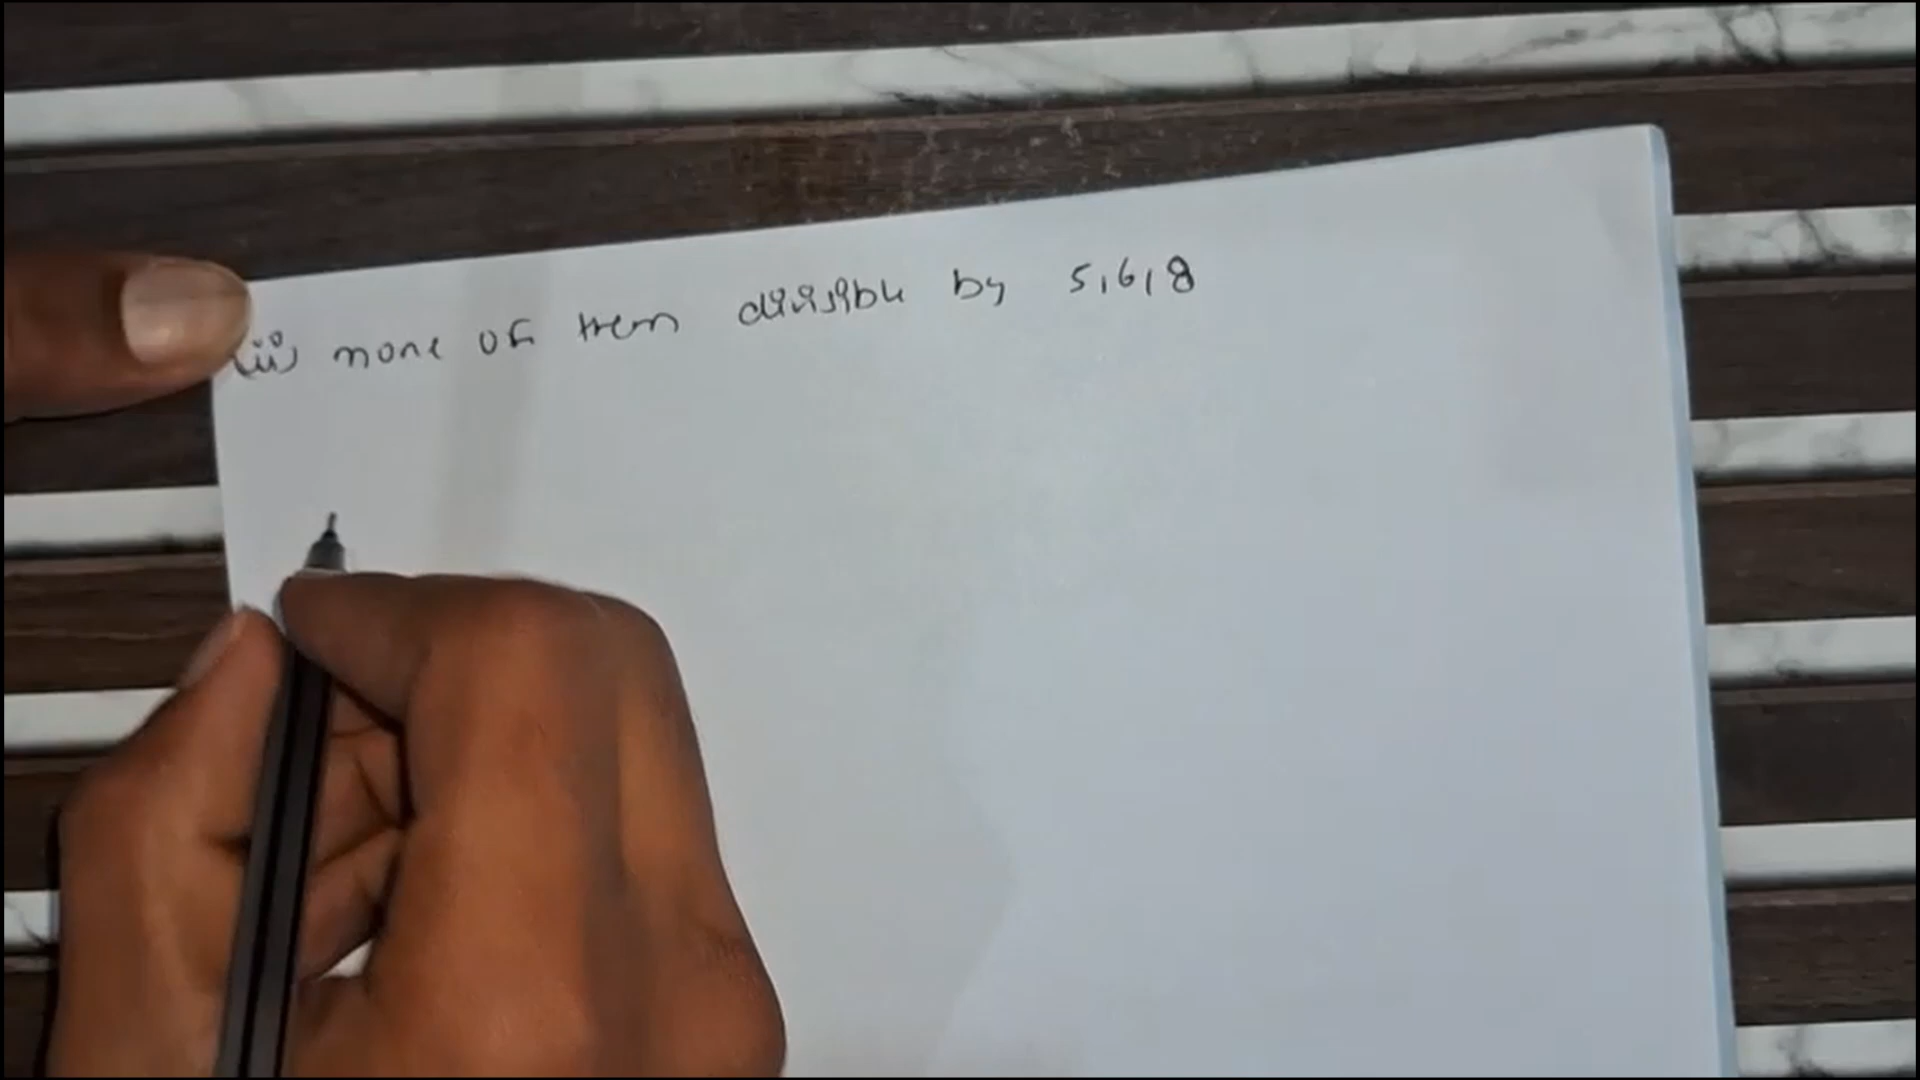 (iii) none of them divisible by 5,6,8